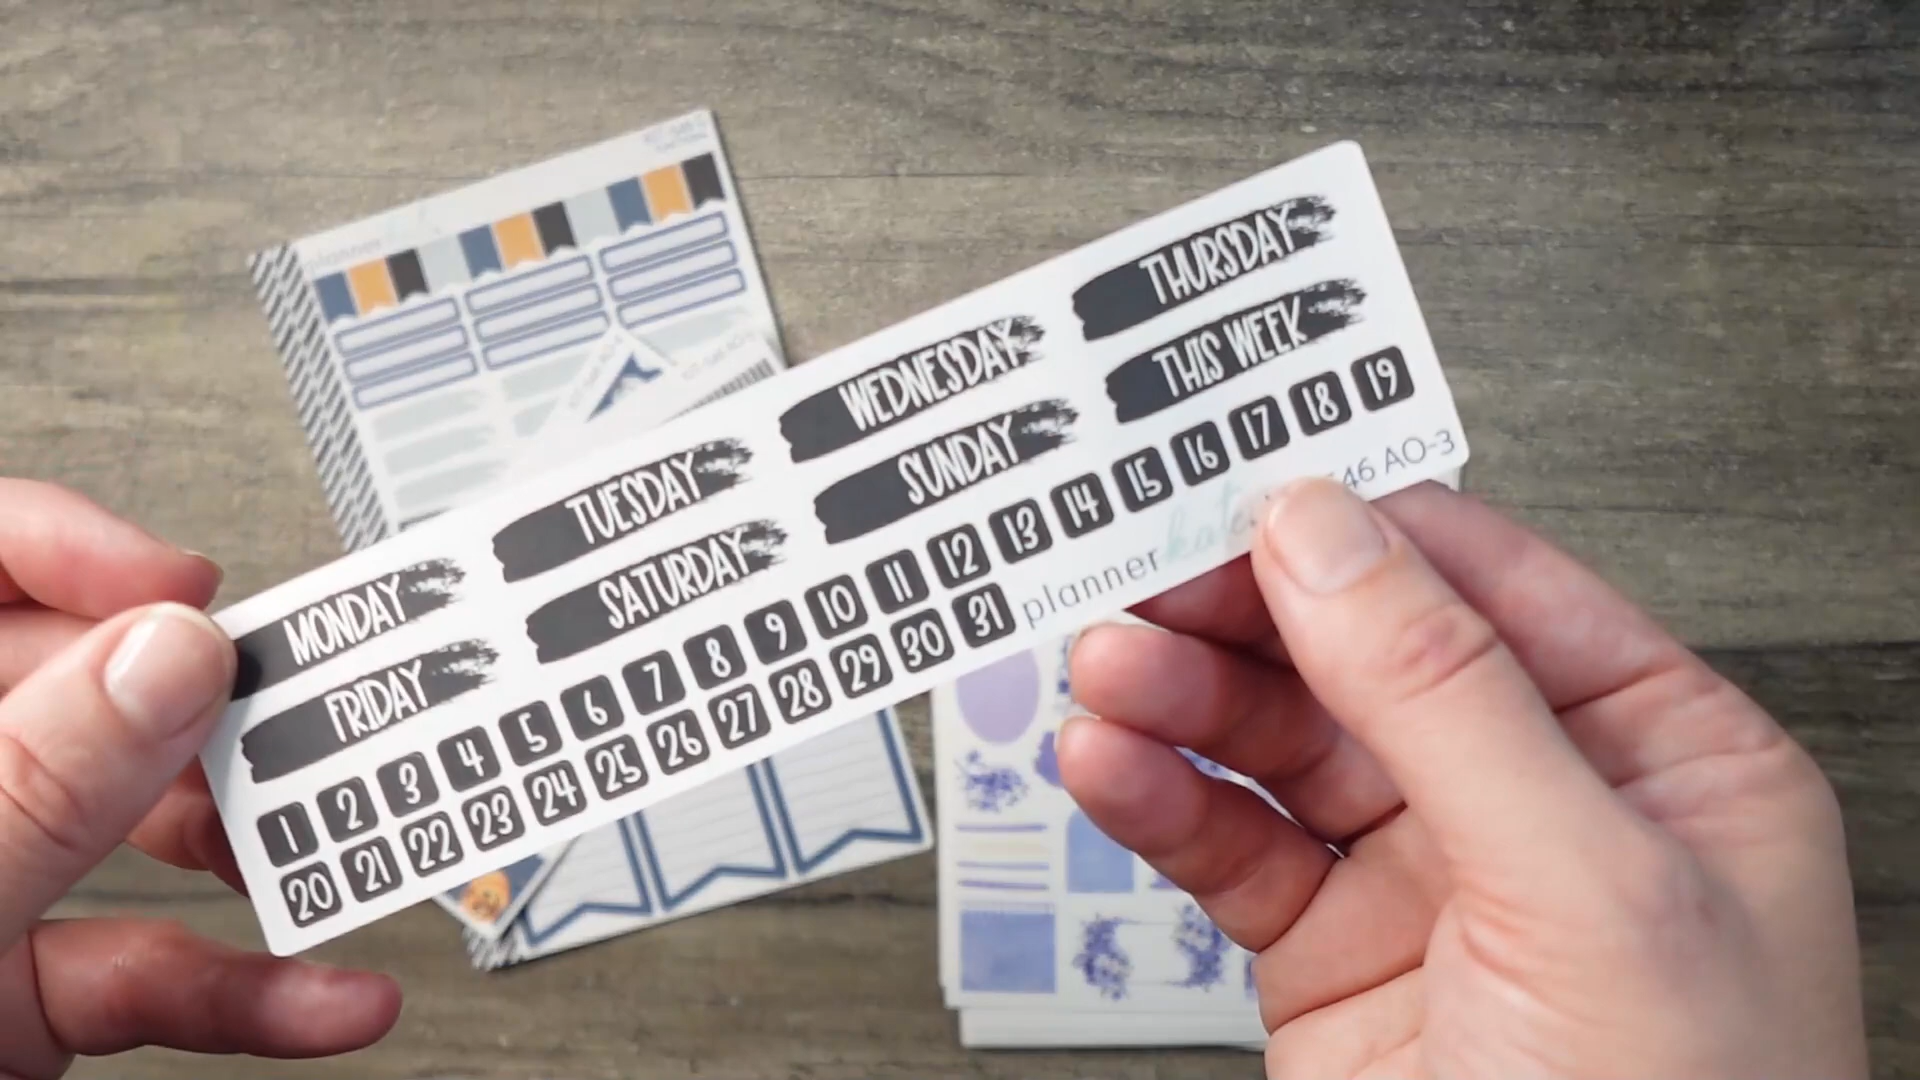 MONDAY TUESDAY WEDNESDAY THURSDAY
FRIDAY SATURDAY SUNDAY THIS WEEK
1 2 3 4 5 6 7 8 9 10 11 12 13 14 15 16 17 18 19
20 21 22 23 24 25 26 27 28 29 30 31
planner kate 46 AO-3
planner